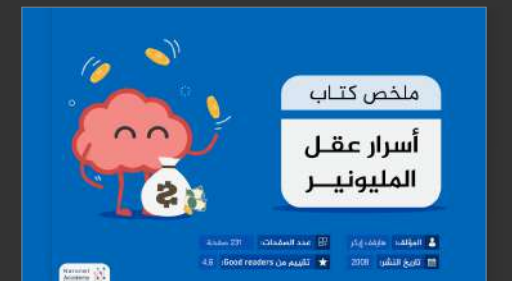 ملخص كتاب
أسرار عقل
المليونير
المؤلف: هارف إيكر
عدد الصفحات: 231 صفحة
تاريخ النشر: 2008
تقييم من Good readers: 4.6
Academy